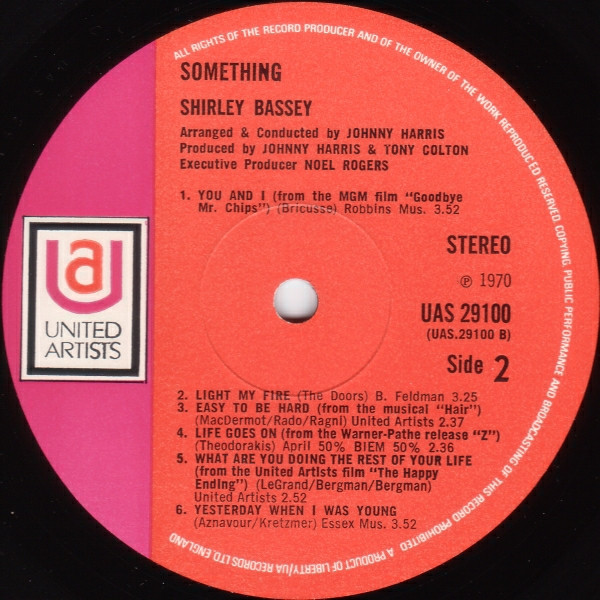 ALL RIGHTS OF THE RECORD PRODUCER AND OF THE OWNER OF THE WORK REPRODUCED RESERVED. COPYING PUBLIC PERFORMANCE AND BROADCASTING OF THIS RECORD PROHIBITED. A PRODUCT OF LIBERTY/UA RECORDS LTD. ENGLAND
SOMETHING
SHIRLEY BASSEY
Arranged & Conducted by JOHNNY HARRIS
Produced by JOHNNY HARRIS & TONY COLTON
Executive Producer NOEL ROGERS
1. YOU AND I (from the MGM film "Goodbye
Mr. Chips") (Bricusse) Robbins Mus. 3.52
STEREO
℗ 1970
UAS 29100
(UAS.29100 B)
Side 2
ua
UNITED
ARTISTS
2. LIGHT MY FIRE (The Doors) B. Feldman 3.25
3. EASY TO BE HARD (from the musical "Hair")
(MacDermot/Rado/Ragni) United Artists 2.37
4. LIFE GOES ON (from the Warner-Pathe release "Z")
(Theodorakis) April 50% BIEM 50% 2.36
5. WHAT ARE YOU DOING THE REST OF YOUR LIFE
(from the United Artists film "The Happy
Ending") (LeGrand/Bergman/Bergman)
United Artists 2.52
6. YESTERDAY WHEN I WAS YOUNG
(Aznavour/Kretzmer) Essex Mus. 3.52